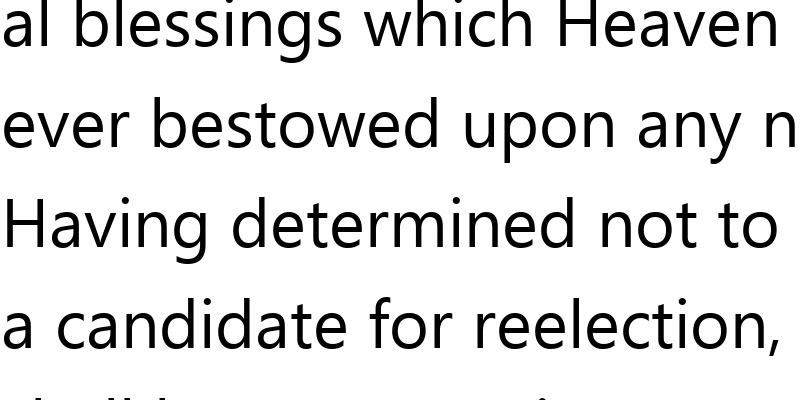 al blessings which Heaven
ever bestowed upon any n
Having determined not to
a candidate for reelection,